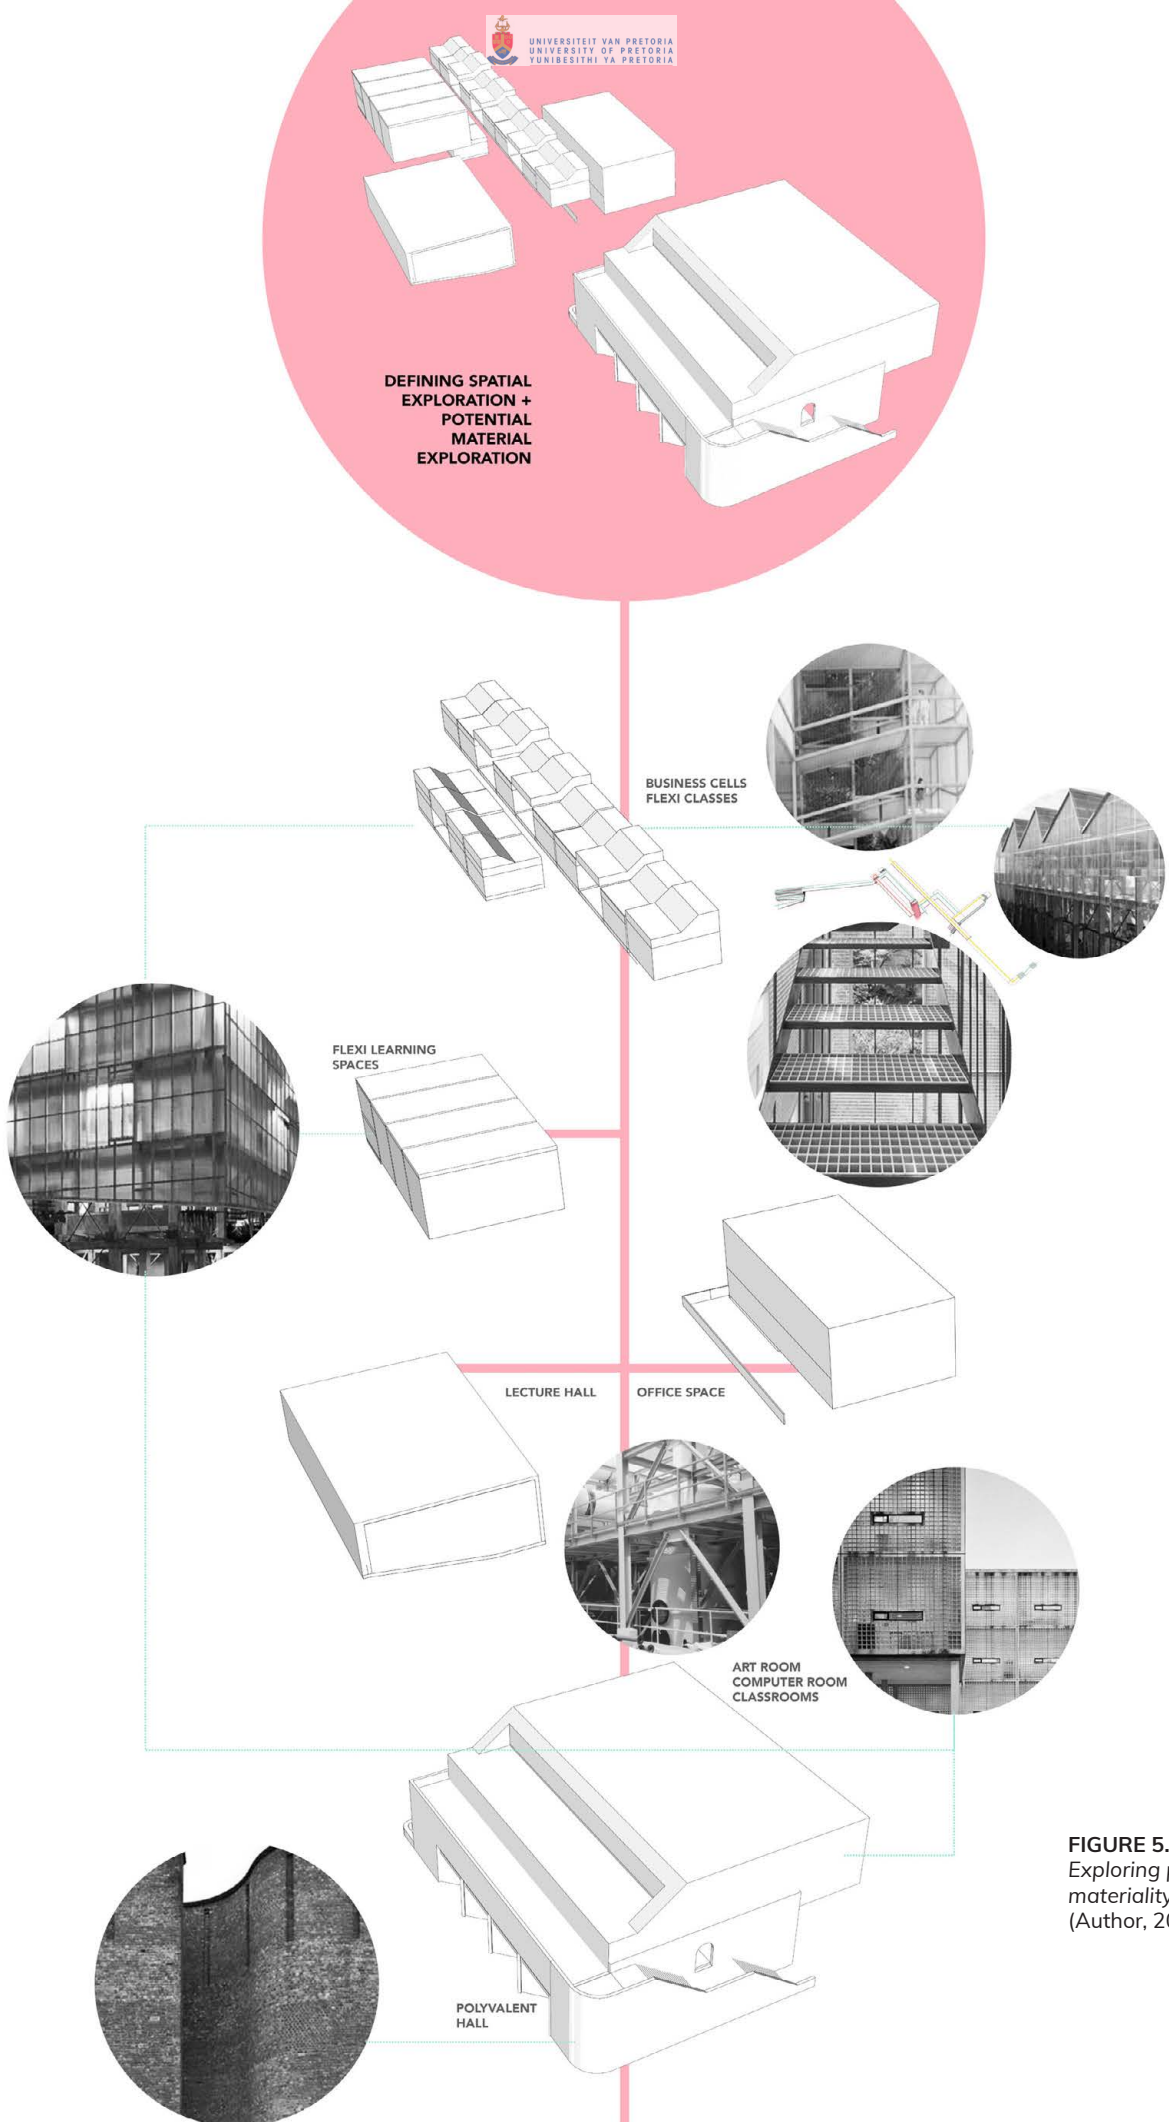 UNIVERSITEIT VAN PRETORIA
UNIVERSITY OF PRETORIA
YUNIBESITHI YA PRETORIA
DEFINING SPATIAL
EXPLORATION +
POTENTIAL
MATERIAL
EXPLORATION
BUSINESS CELLS
FLEXI CLASSES
FLEXI LEARNING
SPACES
LECTURE HALL
OFFICE SPACE
ART ROOM
COMPUTER ROOM
CLASSROOMS
FIGURE 5.
Exploring
materiality
(Author, 20
POLYVALENT
HALL